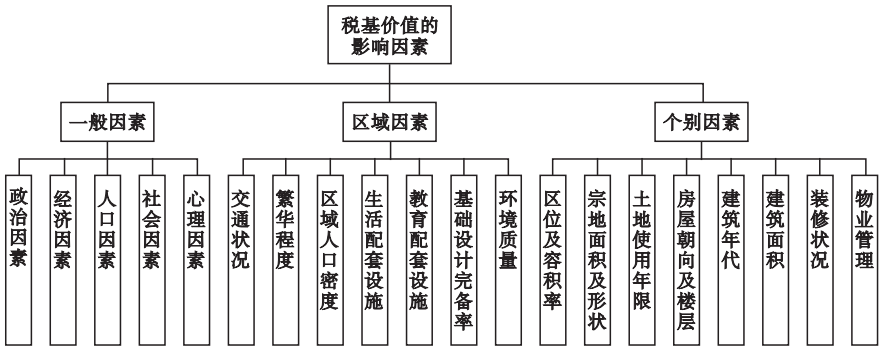 税基价值的
影响因素
一般因素
区域因素
个别因素
政治因素
经济因素
人口因素
社会因素
心理因素
交通状况
繁华程度
区域人口密度
生活配套设施
教育配套设施
基础设计完备率
环境质量
区位及容积率
宗地面积及形状
土地使用年限
房屋朝向及楼层
建筑年代
建筑面积
装修状况
物业管理